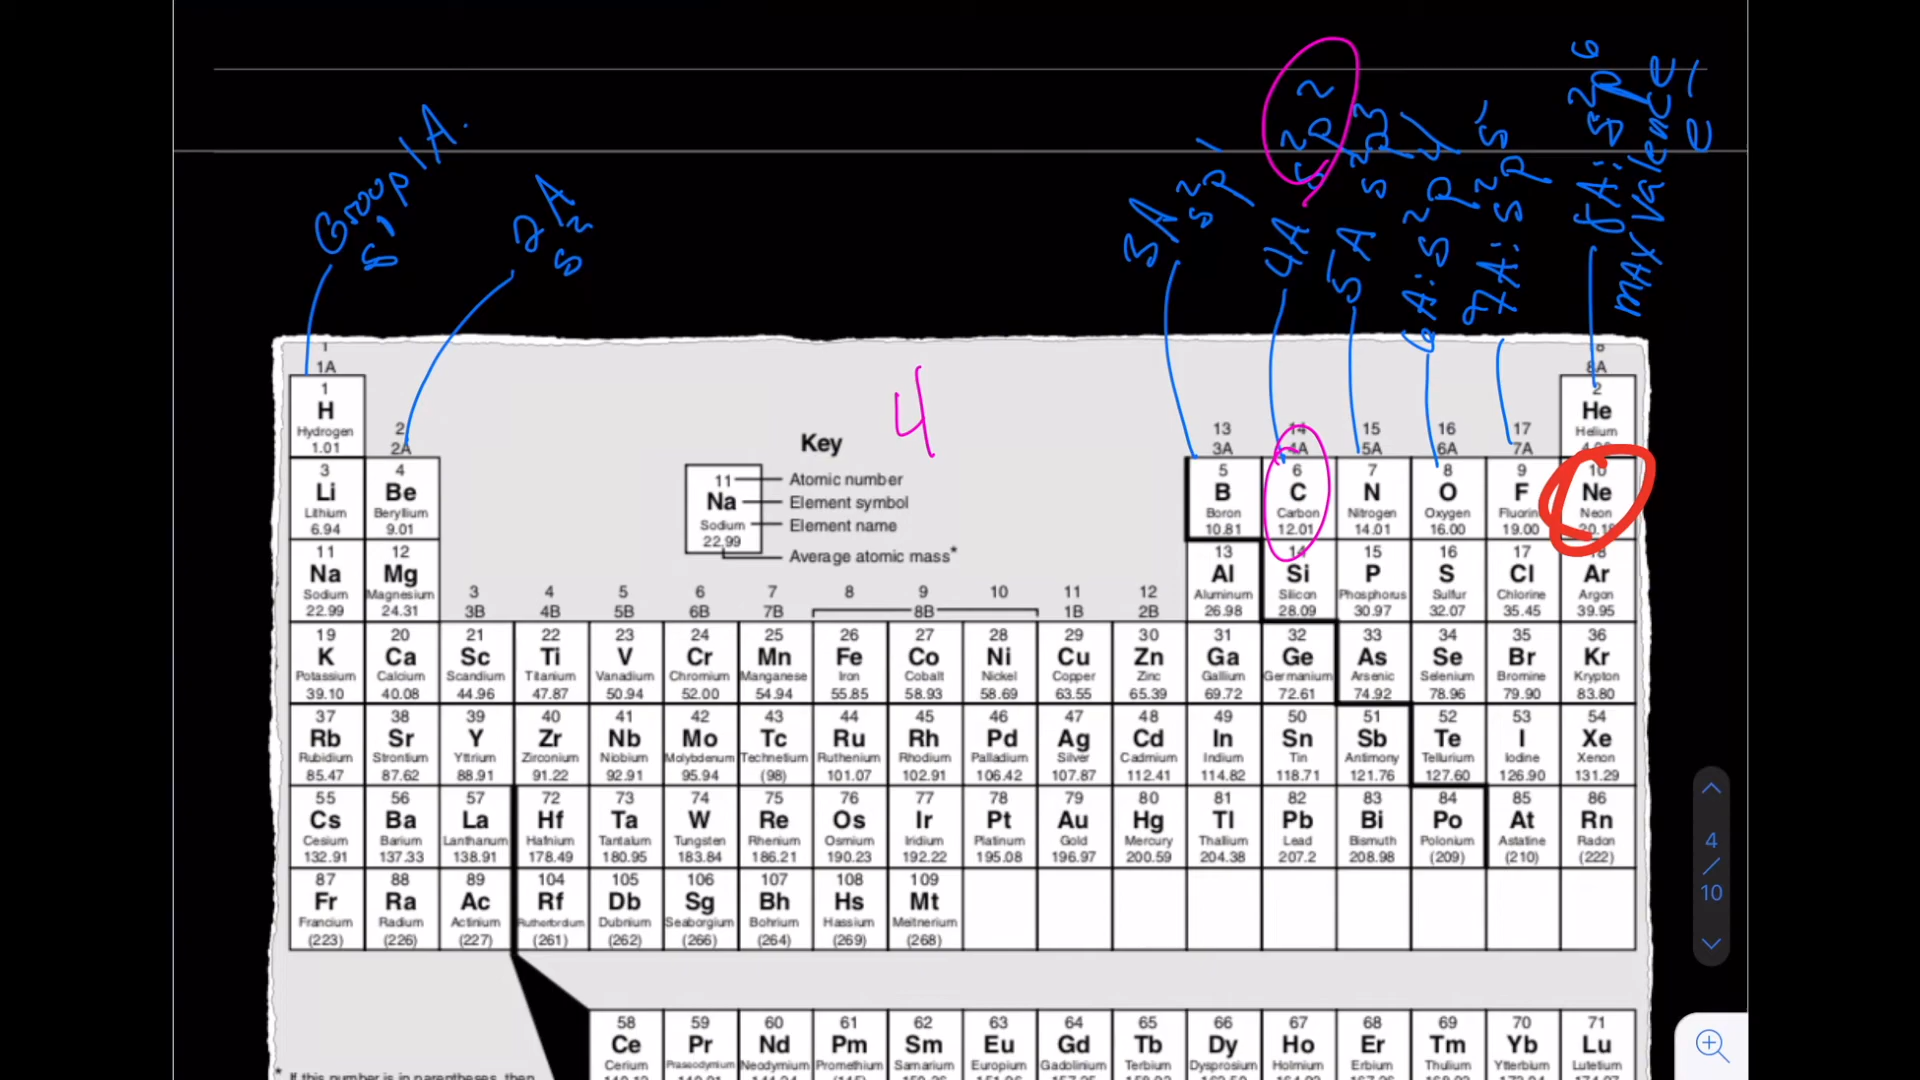 Group 1A.
s1
2A
s2
3A s2p1
4A s2p2
5A s2p3
6A: s2p4
7A: s2p5
8A: s2p6
MAX Valence
e-
4
1
1A
8A
1
H
Hydrogen
1.01
2
2A
Key
13
3A
14
4A
15
5A
16
6A
17
7A
2
He
Helium
3
Li
Lithium
6.94
4
Be
Beryllium
9.01
11
Na
Sodium
22.99
Atomic number
Element symbol
Element name
Average atomic mass*
5
B
Boron
10.81
6
C
Carbon
12.01
7
N
Nitrogen
14.01
8
O
Oxygen
16.00
9
F
Fluorine
19.00
10
Ne
Neon
20.18
11
Na
Sodium
22.99
12
Mg
Magnesium
24.31
3
3B
4
4B
5
5B
6
6B
7
7B
8
9
10
8B
11
1B
12
2B
13
Al
Aluminum
26.98
14
Si
Silicon
28.09
15
P
Phosphorus
30.97
16
S
Sulfur
32.07
17
Cl
Chlorine
35.45
18
Ar
Argon
39.95
19
K
Potassium
39.10
20
Ca
Calcium
40.08
21
Sc
Scandium
44.96
22
Ti
Titanium
47.87
23
V
Vanadium
50.94
24
Cr
Chromium
52.00
25
Mn
Manganese
54.94
26
Fe
Iron
55.85
27
Co
Cobalt
58.93
28
Ni
Nickel
58.69
29
Cu
Copper
63.55
30
Zn
Zinc
65.39
31
Ga
Gallium
69.72
32
Ge
Germanium
72.61
33
As
Arsenic
74.92
34
Se
Selenium
78.96
35
Br
Bromine
79.90
36
Kr
Krypton
83.80
37
Rb
Rubidium
85.47
38
Sr
Strontium
87.62
39
Y
Yttrium
88.91
40
Zr
Zirconium
91.22
41
Nb
Niobium
92.91
42
Mo
Molybdenum
95.94
43
Tc
Technetium
(98)
44
Ru
Ruthenium
101.07
45
Rh
Rhodium
102.91
46
Pd
Palladium
106.42
47
Ag
Silver
107.87
48
Cd
Cadmium
112.41
49
In
Indium
114.82
50
Sn
Tin
118.71
51
Sb
Antimony
121.76
52
Te
Tellurium
127.60
53
I
Iodine
126.90
54
Xe
Xenon
131.29
55
Cs
Cesium
132.91
56
Ba
Barium
137.33
57
La
Lanthanum
138.91
72
Hf
Hafnium
178.49
73
Ta
Tantalum
180.95
74
W
Tungsten
183.84
75
Re
Rhenium
186.21
76
Os
Osmium
190.23
77
Ir
Iridium
192.22
78
Pt
Platinum
195.08
79
Au
Gold
196.97
80
Hg
Mercury
200.59
81
Tl
Thallium
204.38
82
Pb
Lead
207.2
83
Bi
Bismuth
208.98
84
Po
Polonium
(209)
85
At
Astatine
(210)
86
Rn
Radon
(222)
87
Fr
Francium
(223)
88
Ra
Radium
(226)
89
Ac
Actinium
(227)
104
Rf
Rutherfordium
(261)
105
Db
Dubnium
(262)
106
Sg
Seaborgium
(266)
107
Bh
Bohrium
(264)
108
Hs
Hassium
(269)
109
Mt
Meitnerium
(268)
4
/
10
58
Ce
Cerium
59
Pr
Praseodymium
60
Nd
Neodymium
61
Pm
Promethium
62
Sm
Samarium
63
Eu
Europium
64
Gd
Gadolinium
65
Tb
Terbium
66
Dy
Dysprosium
67
Ho
Holmium
68
Er
Erbium
69
Tm
Thulium
70
Yb
Ytterbium
71
Lu
Lutetium
* If this number is in parentheses, then